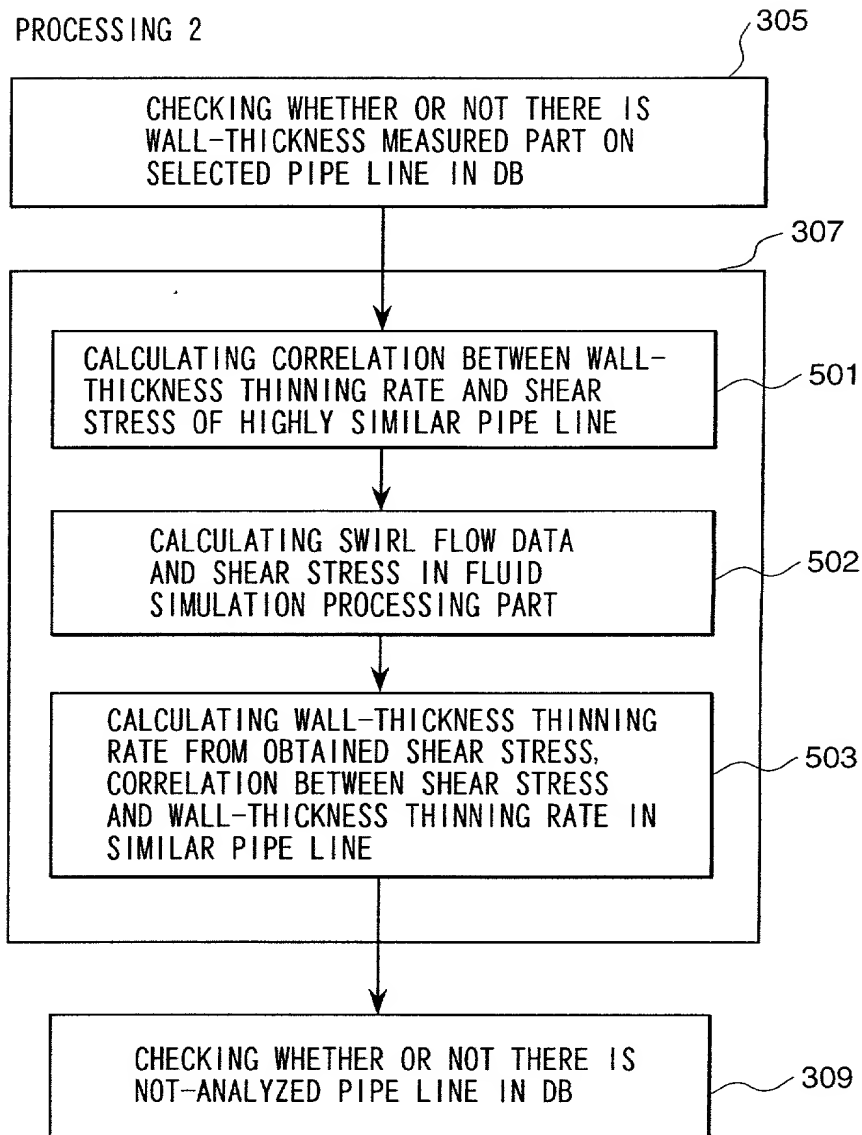 PROCESSING 2
305
CHECKING WHETHER OR NOT THERE IS
WALL-THICKNESS MEASURED PART ON
SELECTED PIPE LINE IN DB
307
CALCULATING CORRELATION BETWEEN WALL-
THICKNESS THINNING RATE AND SHEAR
STRESS OF HIGHLY SIMILAR PIPE LINE
501
CALCULATING SWIRL FLOW DATA
AND SHEAR STRESS IN FLUID
SIMULATION PROCESSING PART
502
CALCULATING WALL-THICKNESS THINNING
RATE FROM OBTAINED SHEAR STRESS,
CORRELATION BETWEEN SHEAR STRESS
AND WALL-THICKNESS THINNING RATE IN
SIMILAR PIPE LINE
503
CHECKING WHETHER OR NOT THERE IS
NOT-ANALYZED PIPE LINE IN DB
309